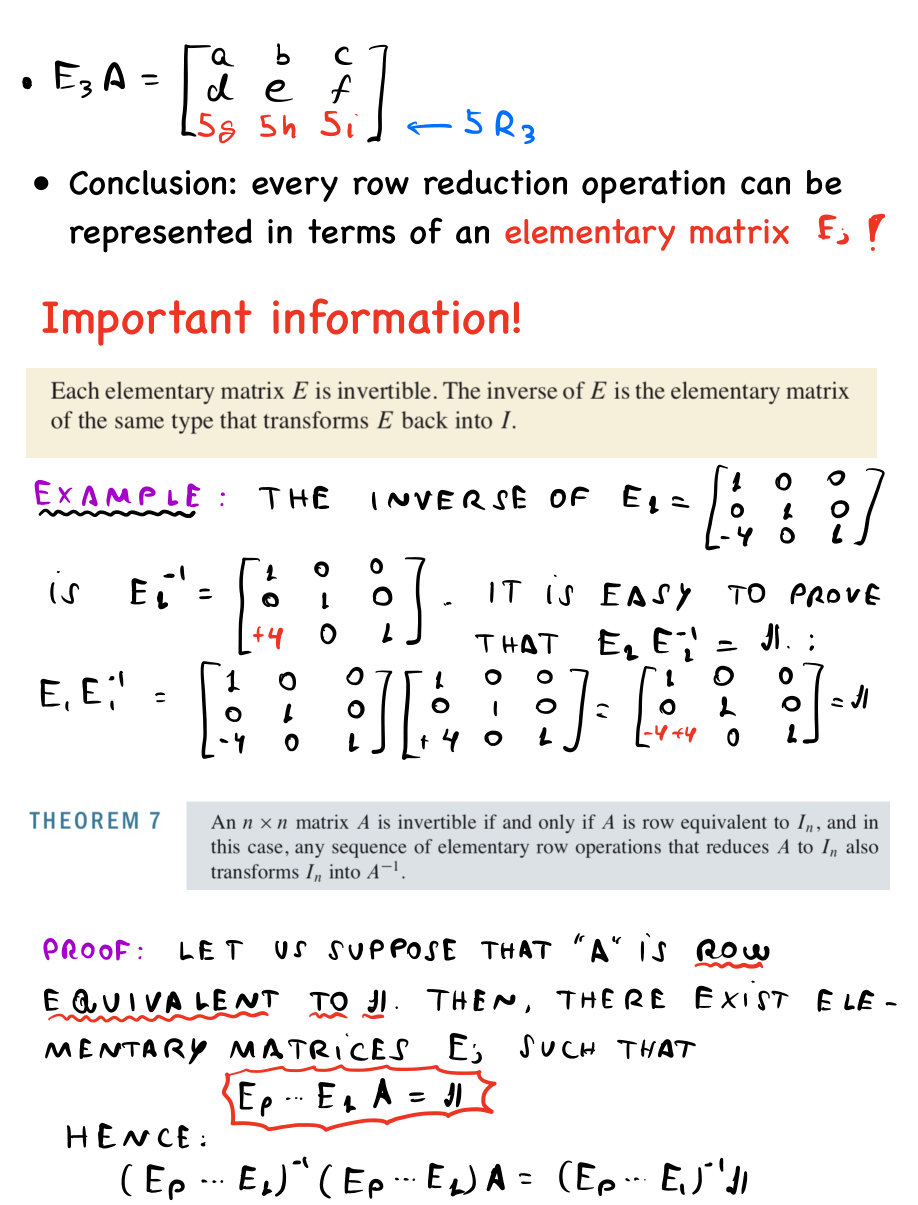 • E₃A = [a b c
d e f
5g 5h 5i] ← 5R₃
• Conclusion: every row reduction operation can be
represented in terms of an elementary matrix Eⱼ !
Important information!
Each elementary matrix E is invertible. The inverse of E is the elementary matrix
of the same type that transforms E back into I.
EXAMPLE: THE INVERSE OF E₁ = [1 0 0
0 1 0
-4 0 1]
is E₁⁻¹ = [1 0 0
0 1 0
+4 0 1]. IT IS EASY TO PROVE
THAT E₁E₁⁻¹ = 𝟙.:
E₁E₁⁻¹ = [1 0 0
0 1 0
-4 0 1] [1 0 0
0 1 0
+4 0 1] = [1 0 0
0 1 0
-4+4 0 1] = 𝟙
THEOREM 7
An n × n matrix A is invertible if and only if A is row equivalent to Iₙ, and in
this case, any sequence of elementary row operations that reduces A to Iₙ also
transforms Iₙ into A⁻¹.
PROOF: LET US SUPPOSE THAT "A" IS ROW
EQUIVALENT TO 𝟙. THEN, THERE EXIST ELE-
MENTARY MATRICES Eⱼ SUCH THAT
Eₚ ... E₁ A = 𝟙
HENCE:
(Eₚ ... E₁)⁻¹ (Eₚ ... E₁) A = (Eₚ ... E₁)⁻¹ 𝟙